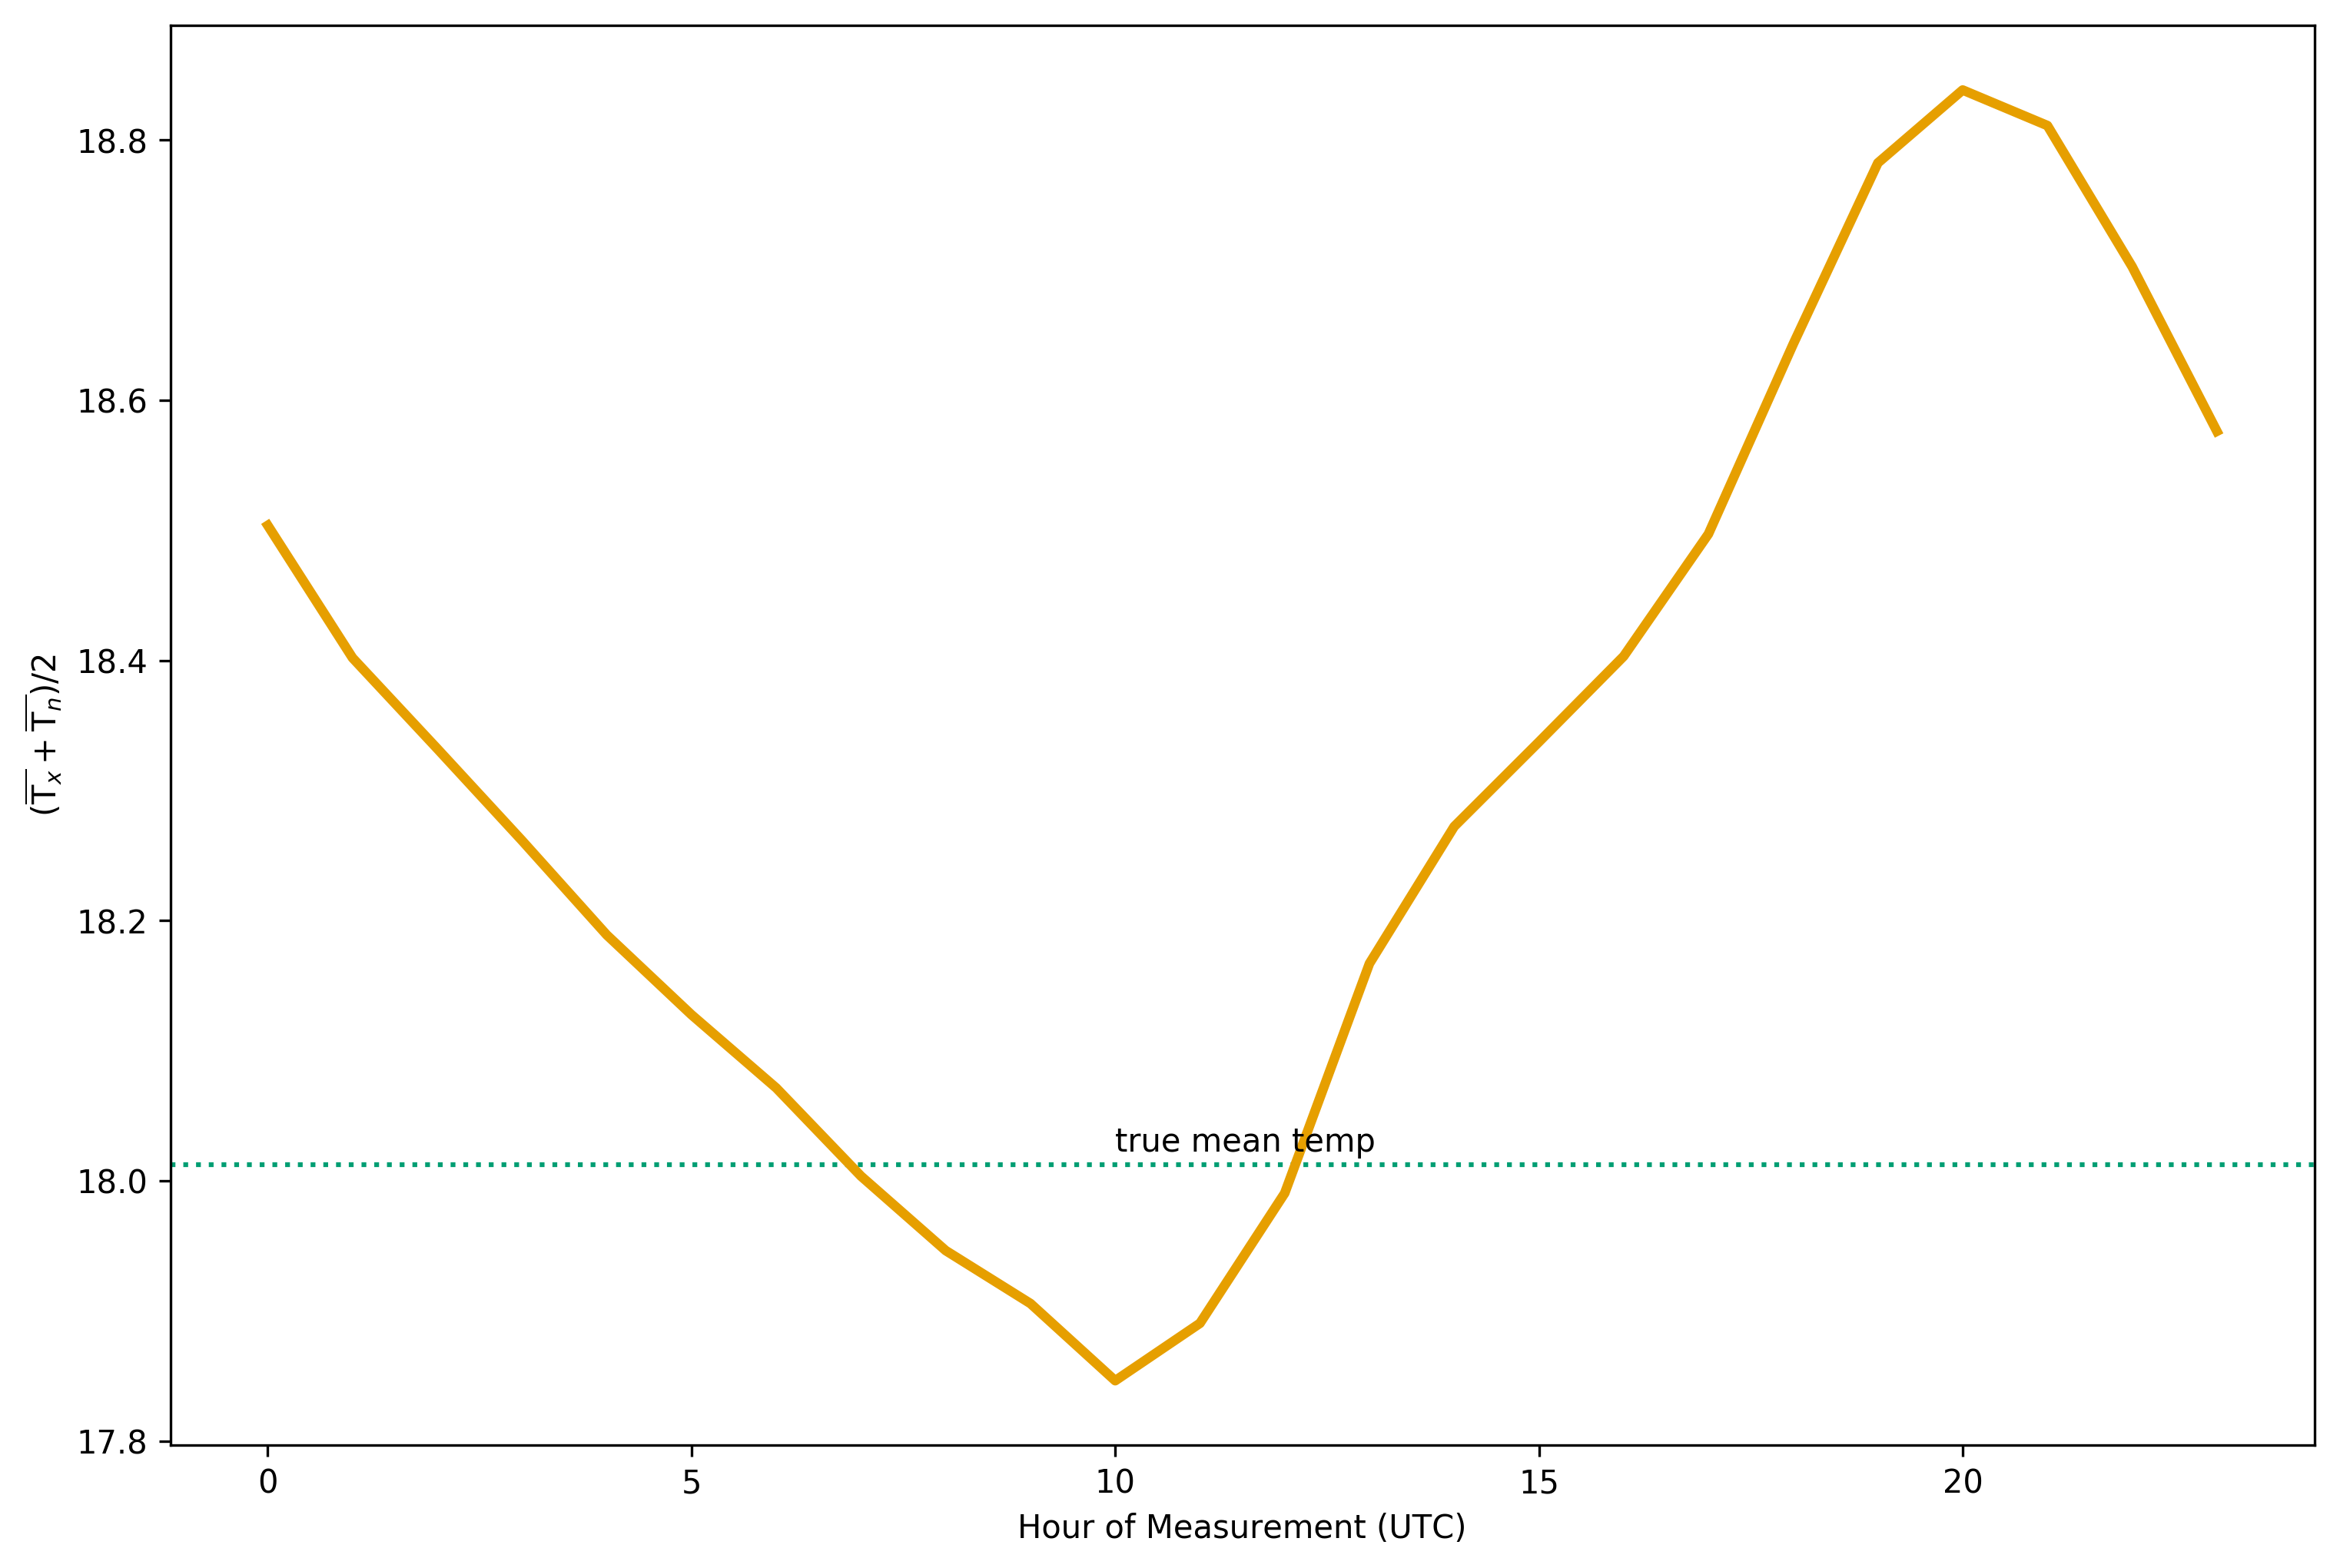 18.8
18.6
18.4
18.2
18.0
17.8
(T̅ₓ + T̅ₙ)/2
true mean temp
0 5 10 15 20
Hour of Measurement (UTC)